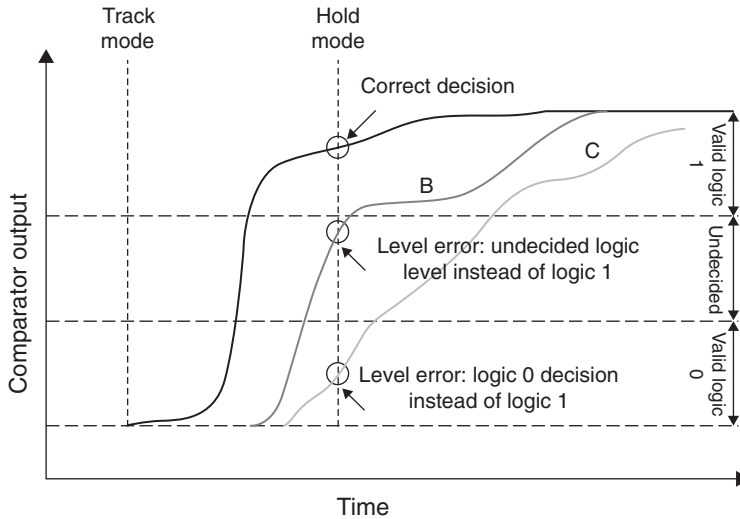 Track
mode
Hold
mode
Correct decision
B
C
Level error: undecided logic
level instead of logic 1
Level error: logic 0 decision
instead of logic 1
Valid logic
1
Undecided
Valid logic
0
Comparator output
Time